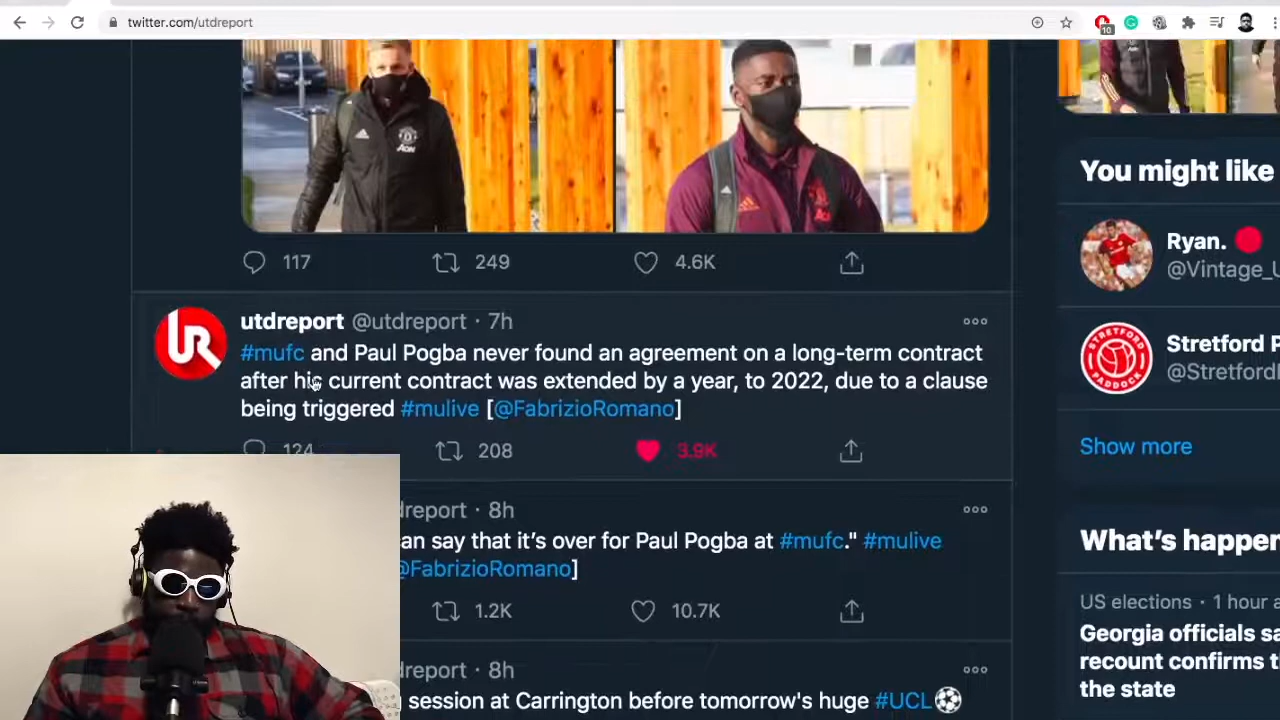 twitter.com/utdreport
10
AON
You might like
Ryan.
@Vintage_U
117 249 4.6K
utdreport @utdreport · 7h
#mufc and Paul Pogba never found an agreement on a long-term contract
after his current contract was extended by a year, to 2022, due to a clause
being triggered #mulive [@FabrizioRomano]
124 208 3.9K
Stretford P
@Stretford
Show more
dreport · 8h
an say that it’s over for Paul Pogba at #mufc." #mulive
@FabrizioRomano]
1.2K 10.7K
What’s happen
US elections · 1 hour a
Georgia officials sa
recount confirms t
the state
dreport · 8h
session at Carrington before tomorrow's huge #UCL